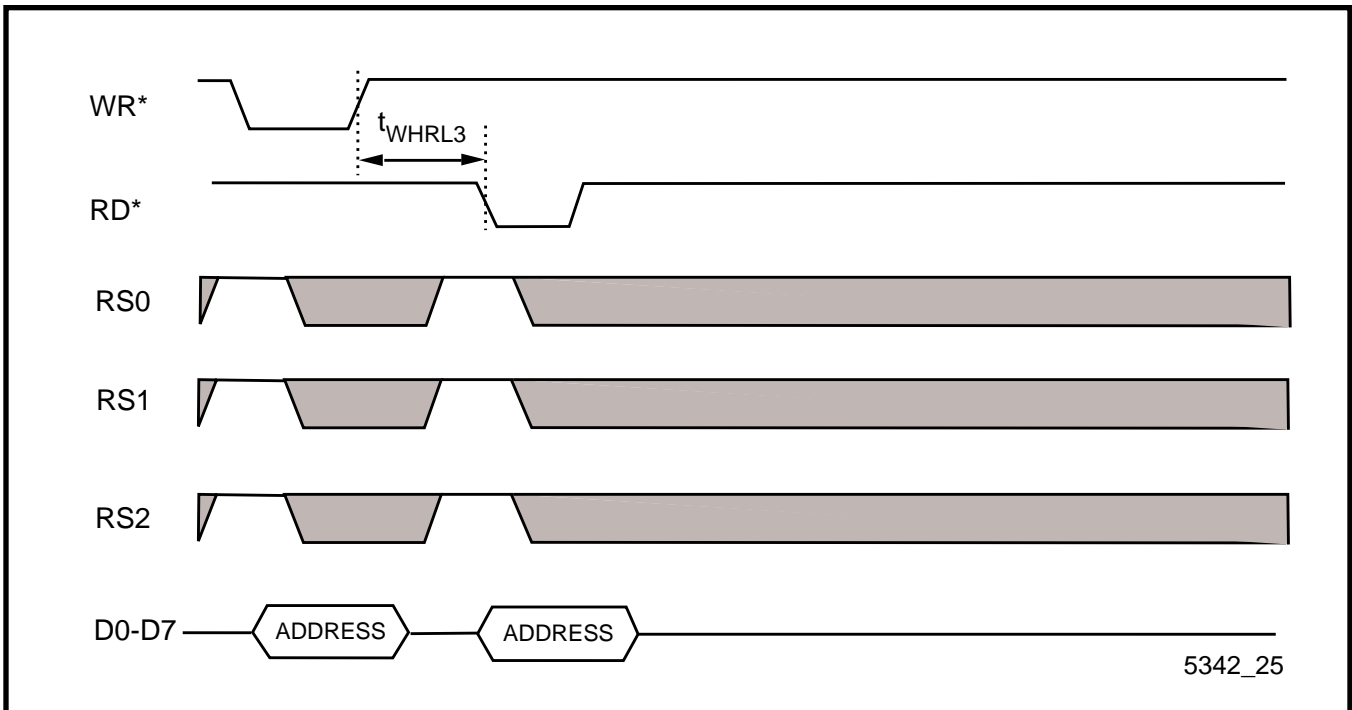 WR*
tWHRL3
RD*
RS0
RS1
RS2
D0-D7
ADDRESS
ADDRESS
5342_25